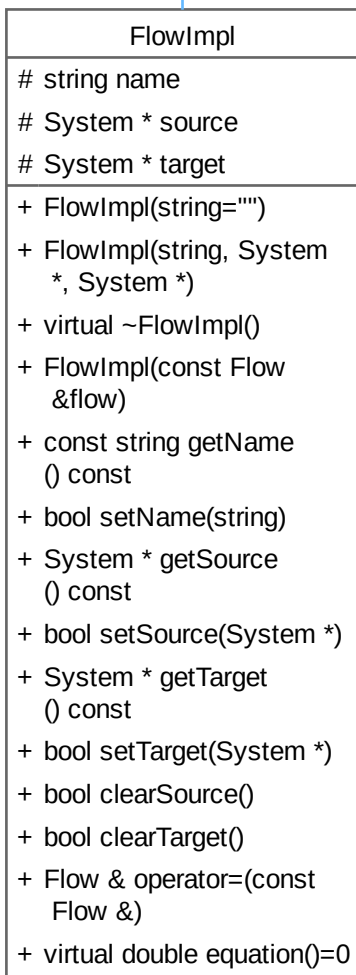 FlowImpl
# string name
# System * source
# System * target
+ FlowImpl(string="")
+ FlowImpl(string, System
*, System *)
+ virtual ~FlowImpl()
+ FlowImpl(const Flow
&flow)
+ const string getName
() const
+ bool setName(string)
+ System * getSource
() const
+ bool setSource(System *)
+ System * getTarget
() const
+ bool setTarget(System *)
+ bool clearSource()
+ bool clearTarget()
+ Flow & operator=(const
Flow &)
+ virtual double equation()=0